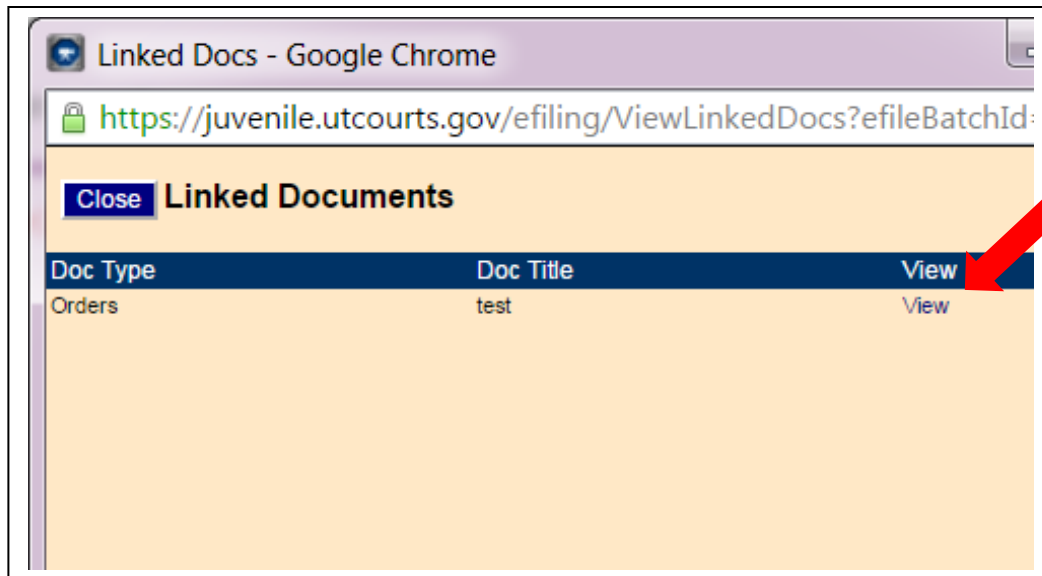 Linked Docs - Google Chrome
https://juvenile.utcourts.gov/efiling/ViewLinkedDocs?efileBatchId=
Close Linked Documents
Doc Type Doc Title View
Orders test View